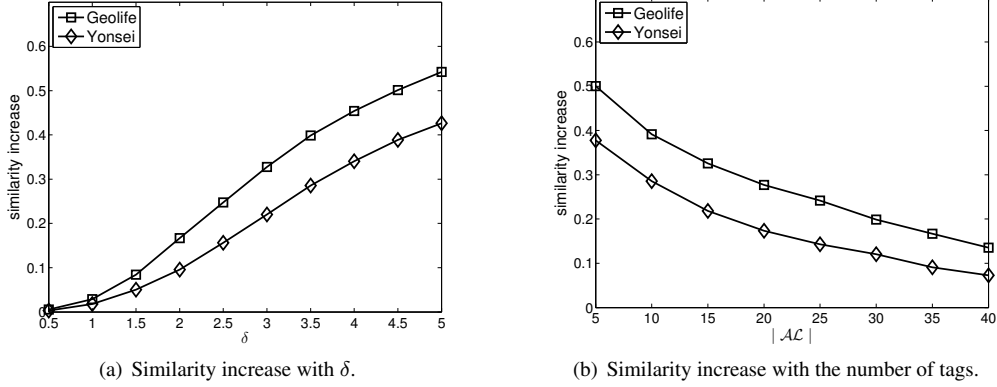 Geolife
Yonsei
0.6
0.5
0.4
0.3
0.2
0.1
0
similarity increase
0.5 1 1.5 2 2.5 3 3.5 4 4.5 5
δ
(a) Similarity increase with δ.
Geolife
Yonsei
0.6
0.5
0.4
0.3
0.2
0.1
0
similarity increase
5 10 15 20 25 30 35 40
| 𝒜ℒ |
(b) Similarity increase with the number of tags.